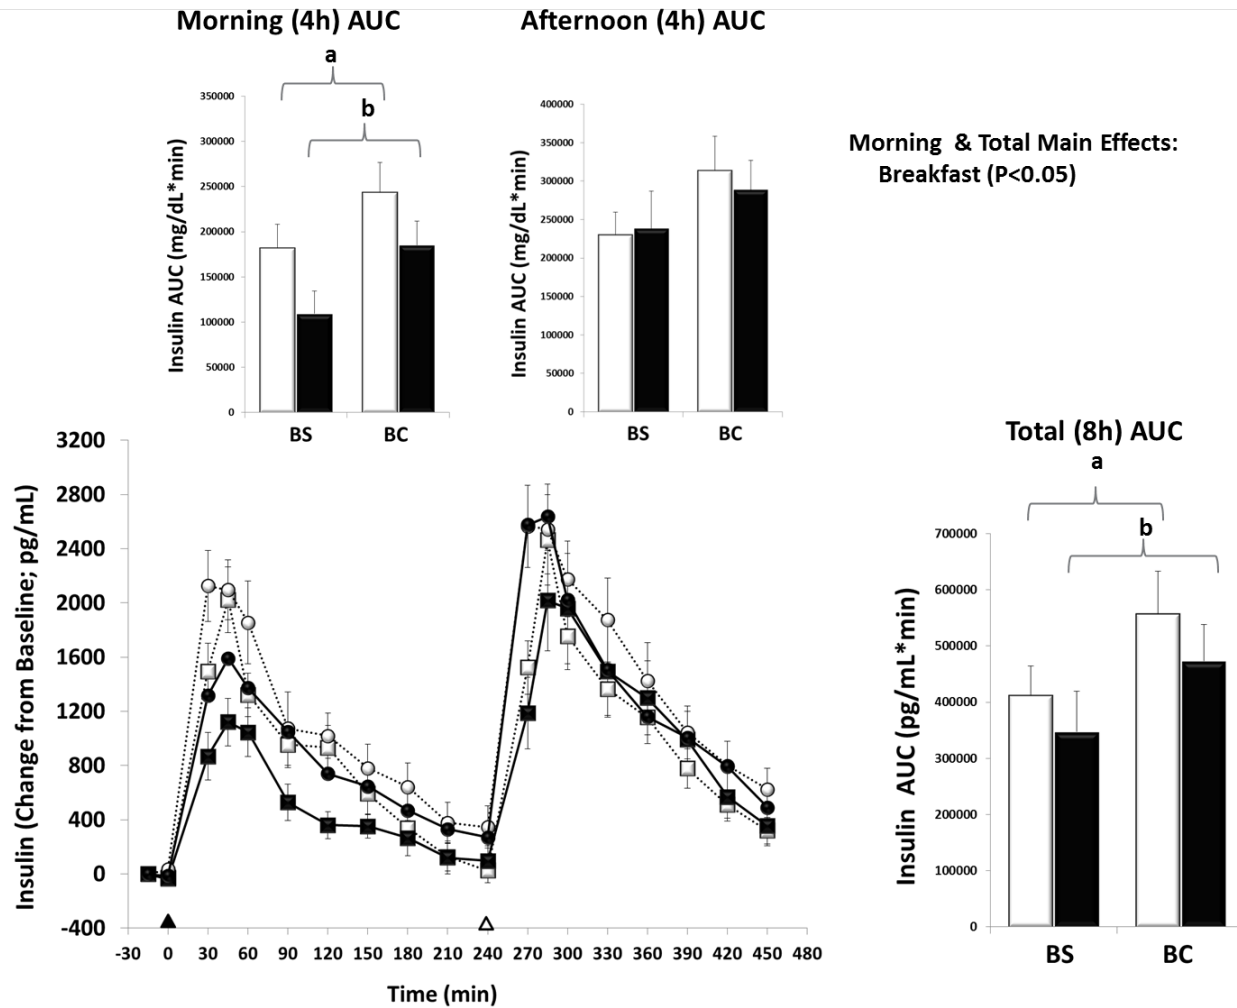 Morning (4h) AUC
Afternoon (4h) AUC
a
b
350000
300000
250000
200000
150000
100000
50000
0
Insulin AUC (mg/dL*min)
BS BC
400000
350000
300000
250000
200000
150000
100000
50000
0
Insulin AUC (mg/dL*min)
BS BC
Morning & Total Main Effects:
Breakfast (P<0.05)
Insulin (Change from Baseline; pg/mL)
3200
2800
2400
2000
1600
1200
800
400
0
-400
-30 0 30 60 90 120 150 180 210 240 270 300 330 360 390 420 450 480
Time (min)
Total (8h) AUC
a
b
700000
600000
500000
400000
300000
200000
100000
0
Insulin AUC (pg/mL*min)
BS BC